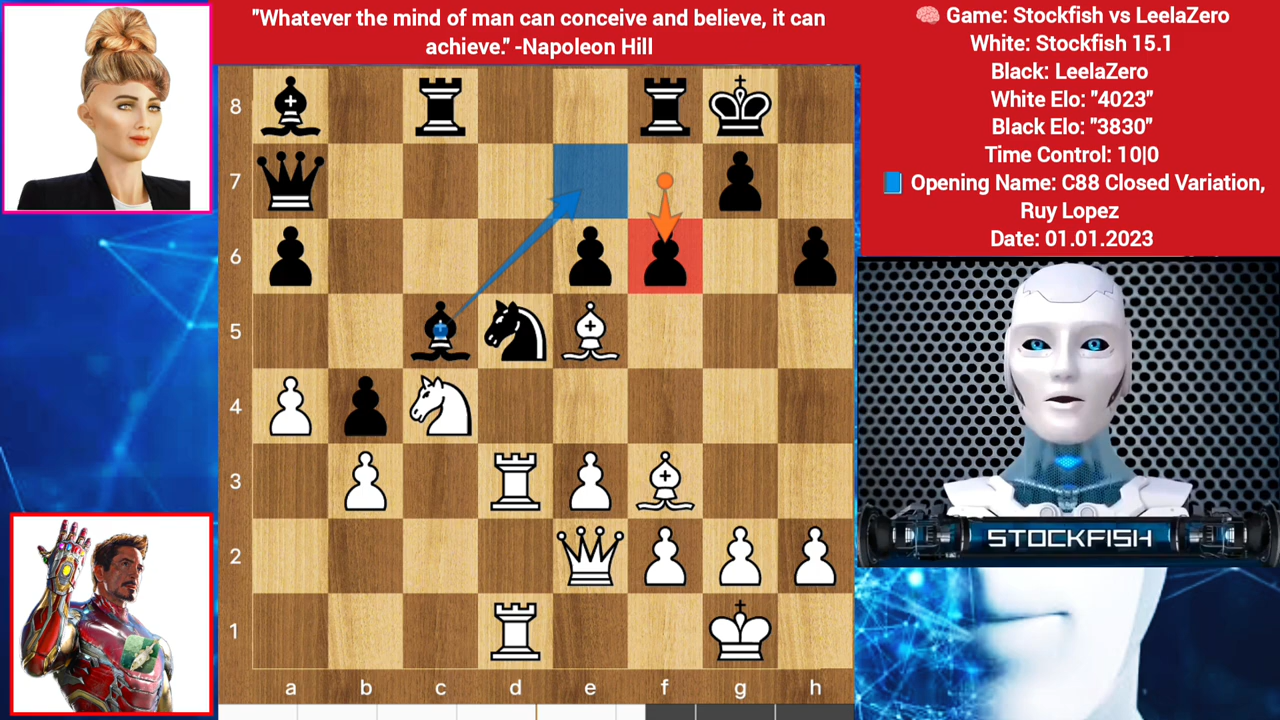 "Whatever the mind of man can conceive and believe, it can
achieve." -Napoleon Hill
🧠 Game: Stockfish vs LeelaZero
White: Stockfish 15.1
Black: LeelaZero
White Elo: "4023"
Black Elo: "3830"
Time Control: 10|0
📘 Opening Name: C88 Closed Variation,
Ruy Lopez
Date: 01.01.2023
8
7
6
5
4
3
2
1
a b c d e f g h
STOCKFISH